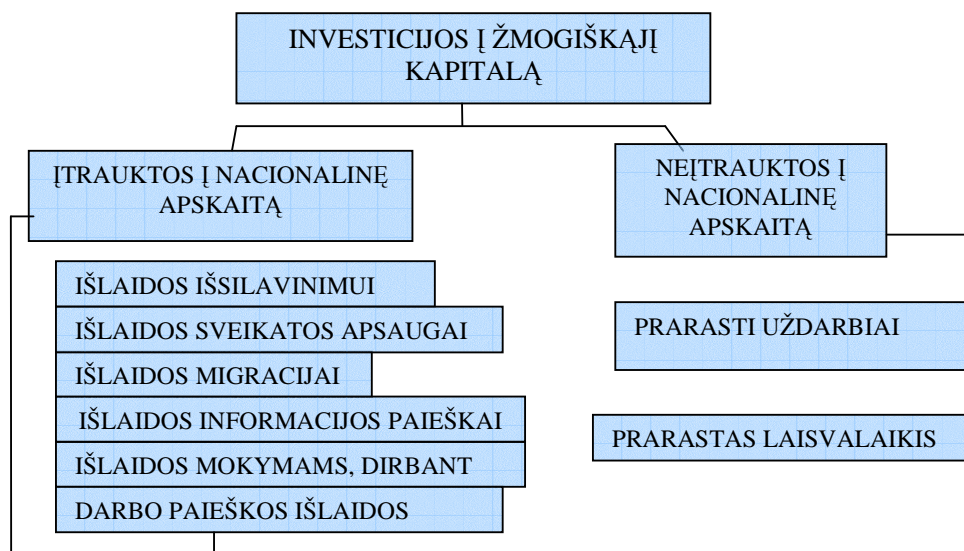 INVESTICIJOS Į ŽMOGIŠKĄJĮ
KAPITALĄ
ĮTRAUKTOS Į NACIONALINĘ
APSKAITĄ
IŠLAIDOS IŠSILAVINIMUI
IŠLAIDOS SVEIKATOS APSAUGAI
IŠLAIDOS MIGRACIJAI
IŠLAIDOS INFORMACIJOS PAIEŠKAI
IŠLAIDOS MOKYMAMS, DIRBANT
DARBO PAIEŠKOS IŠLAIDOS
NEĮTRAUKTOS Į
NACIONALINĘ
APSKAITĄ
PRARASTI UŽDARBIAI
PRARASTAS LAISVALAIKIS